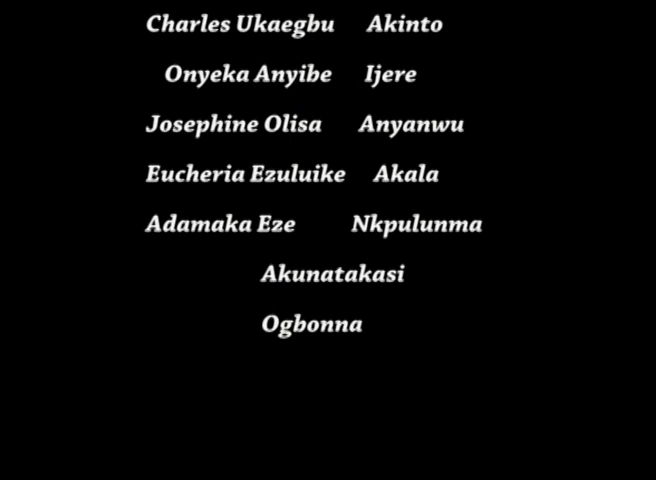 Charles Ukaegbu Akinto
Onyeka Anyibe Ijere
Josephine Olisa Anyanwu
Eucheria Ezuluike Akala
Adamaka Eze Nkpulunma
Akunatakasi
Ogbonna